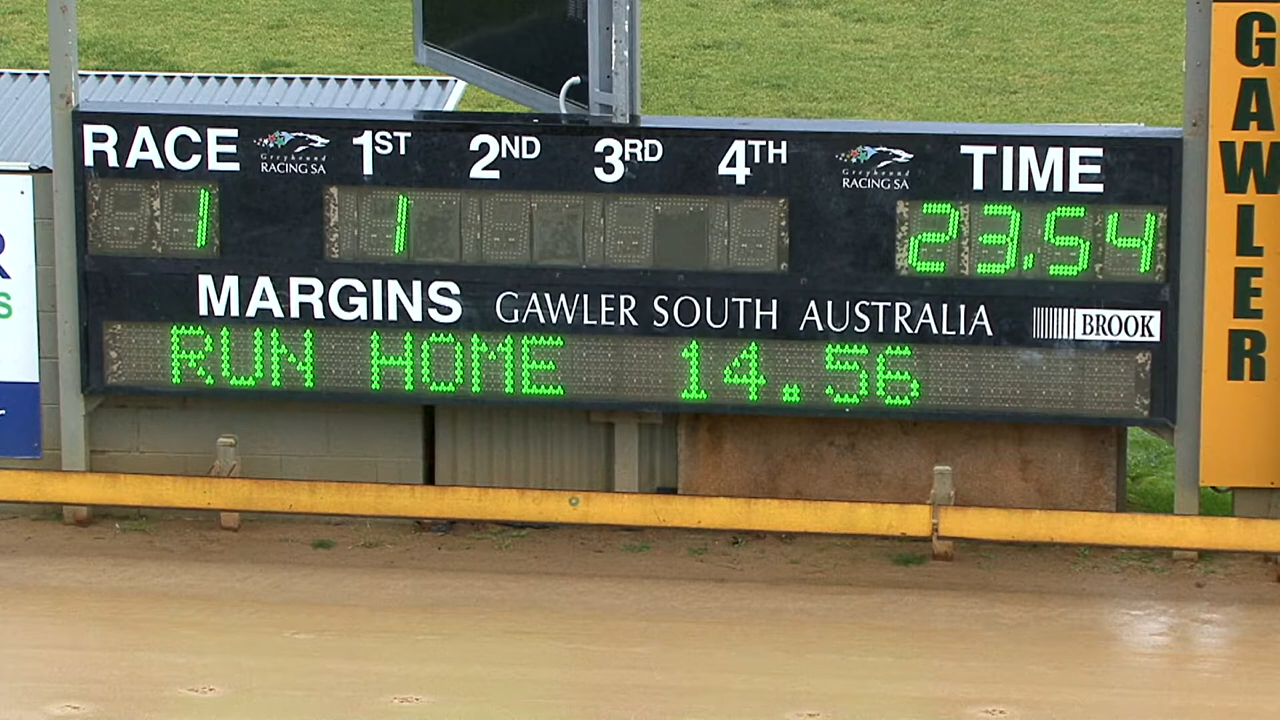 RACE Greyhound RACING SA 1ST 2ND 3RD 4TH Greyhound RACING SA TIME
1 1 23.54
MARGINS GAWLER SOUTH AUSTRALIA BROOK
RUN HOME 14.56
GAWLER
R
S
r